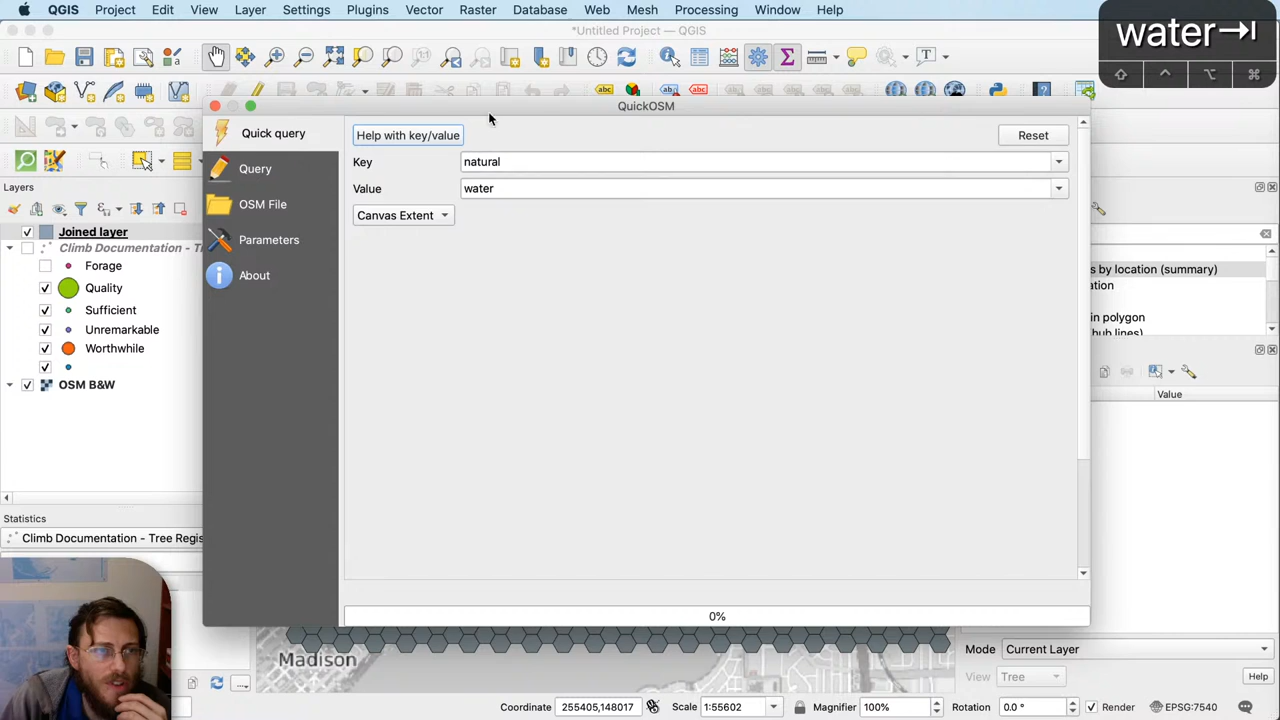 QGIS Project Edit View Layer Settings Plugins Vector Raster Database Web Mesh Processing Window Help
*Untitled Project — QGIS
water
QuickOSM
Quick query
Query
OSM File
Parameters
About
Help with key/value
Reset
Key natural
Value water
Canvas Extent
0%
Layers
Joined layer
Climb Documentation - Tre
Forage
Quality
Sufficient
Unremarkable
Worthwhile
OSM B&W
Statistics
Climb Documentation - Tree Regis
s by location (summary)
ation
in polygon
hub lines)
Value
Madison
Mode Current Layer
View Tree Help
Coordinate 255405,148017 Scale 1:55602 Magnifier 100% Rotation 0.0 ° Render EPSG:7540